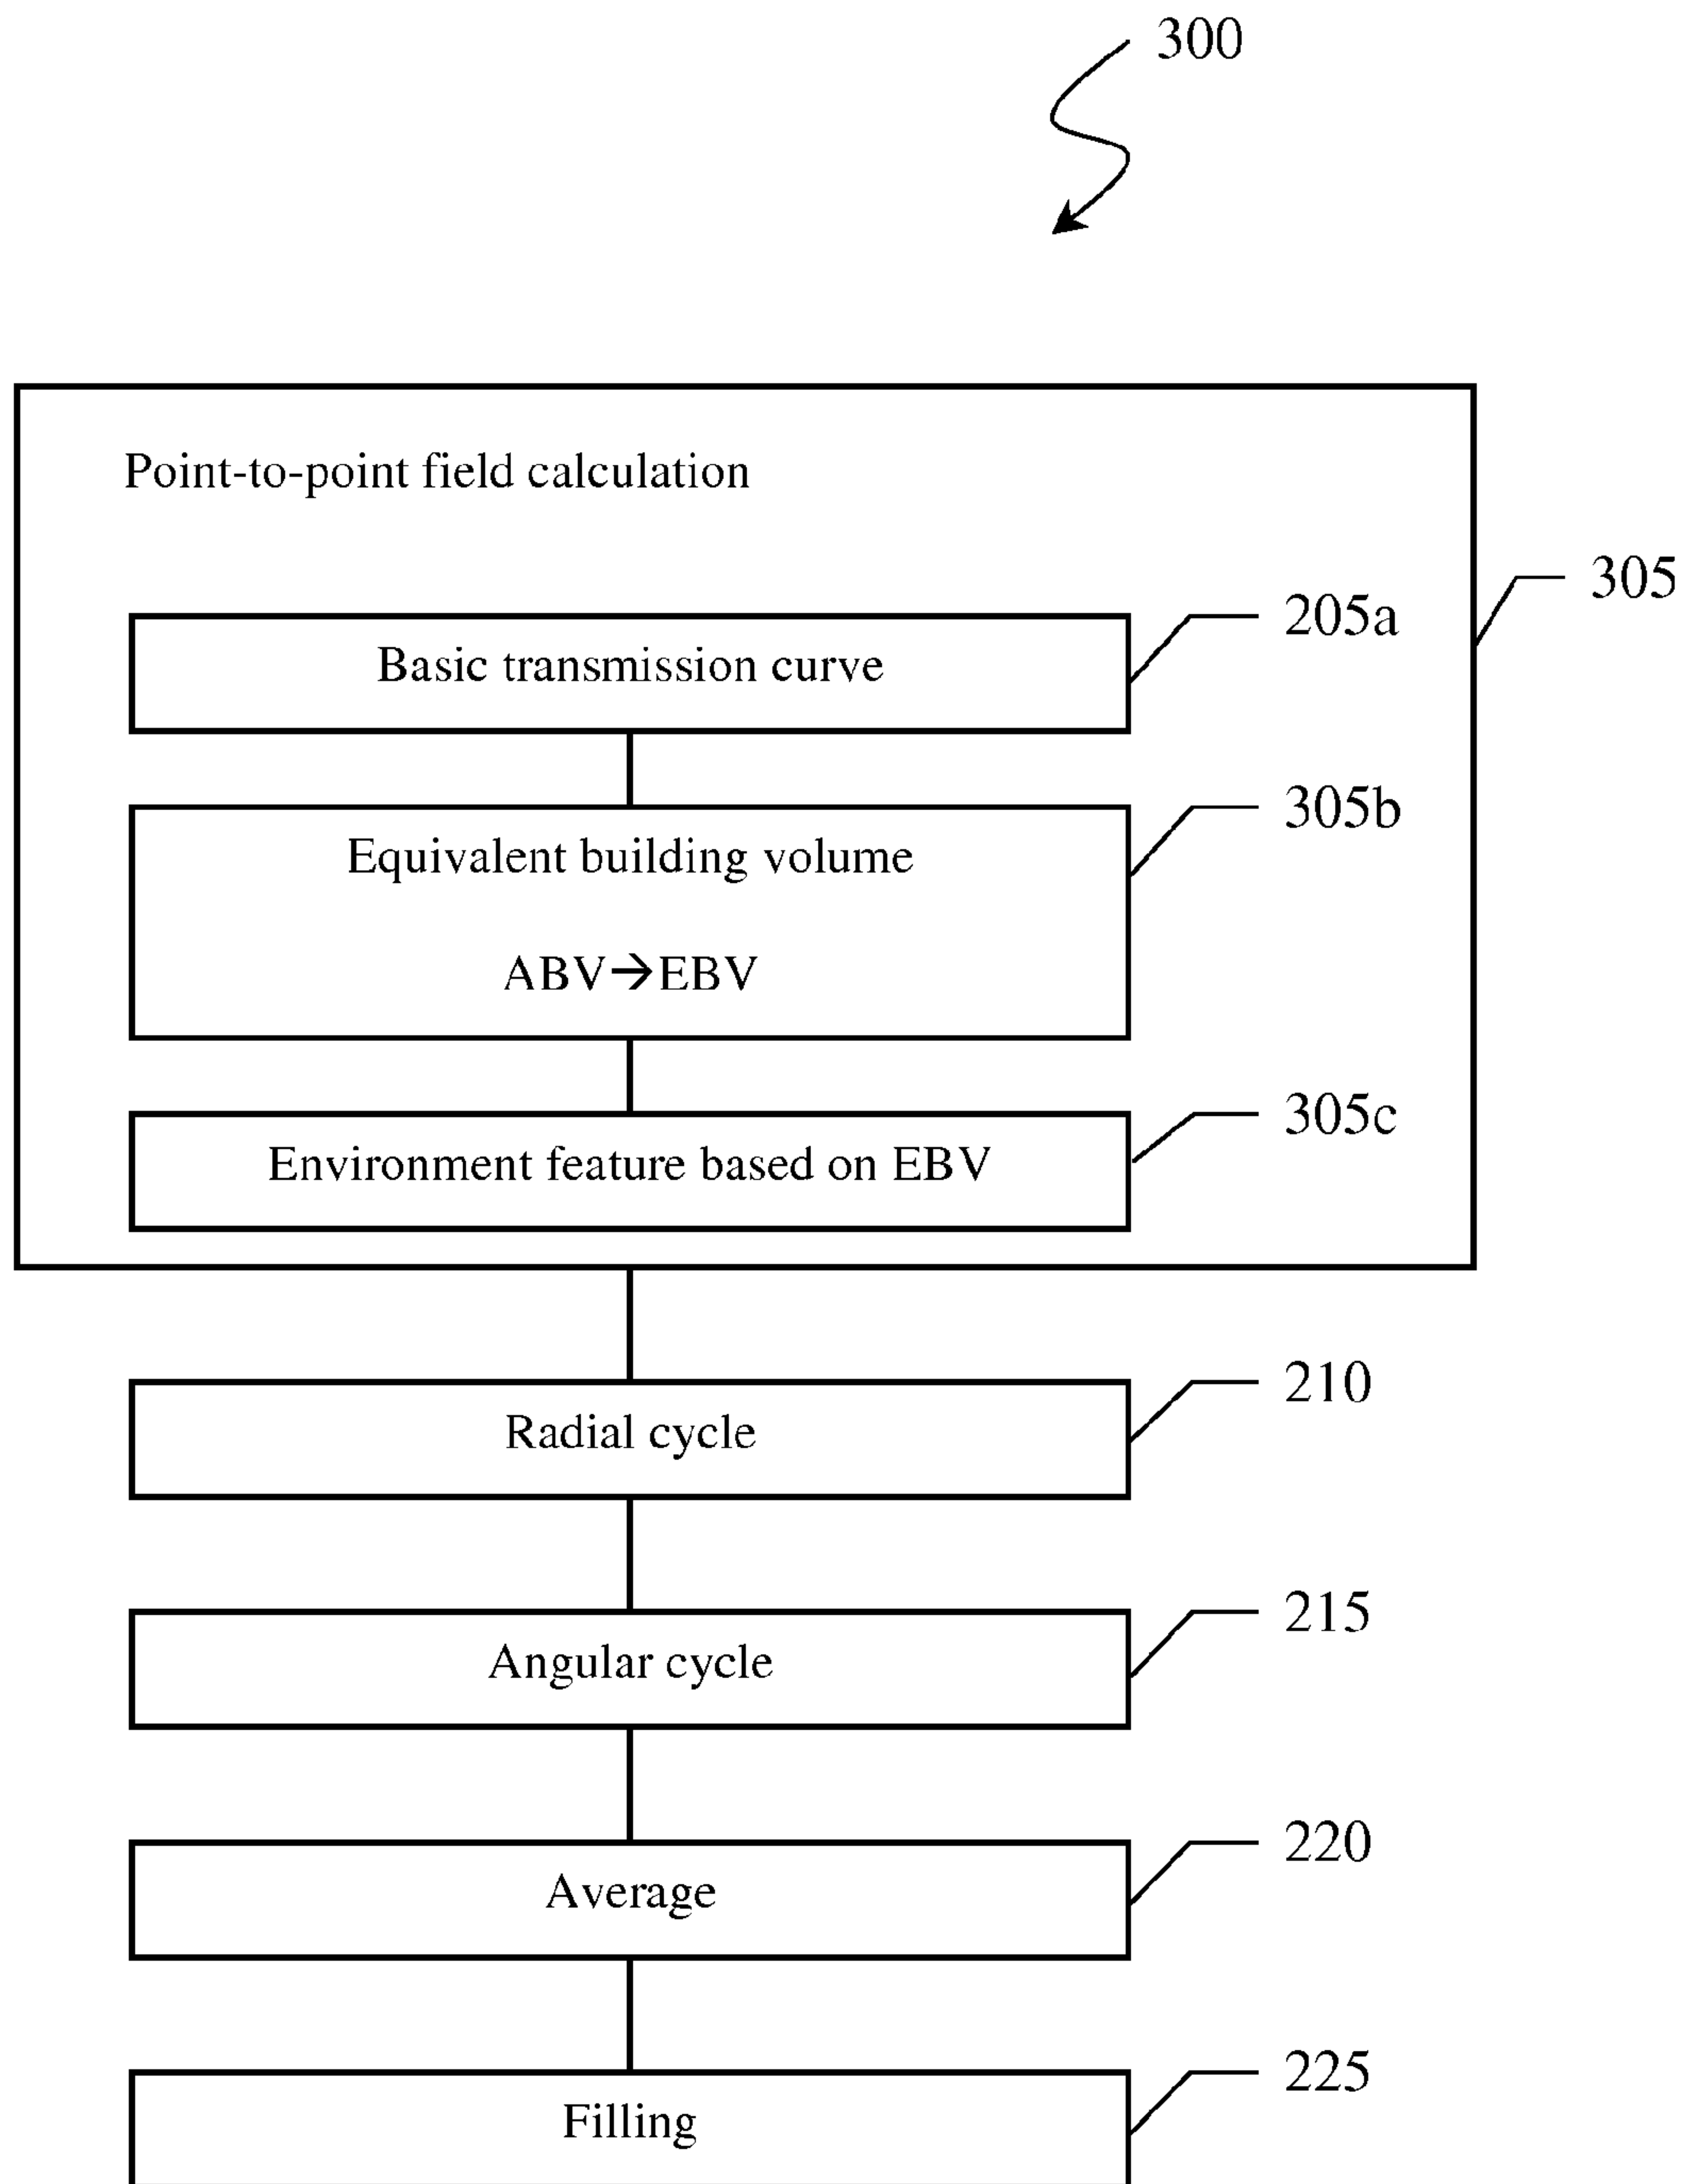 300
Point-to-point field calculation
305
205a
Basic transmission curve
305b
Equivalent building volume
ABV→EBV
305c
Environment feature based on EBV
210
Radial cycle
215
Angular cycle
220
Average
225
Filling